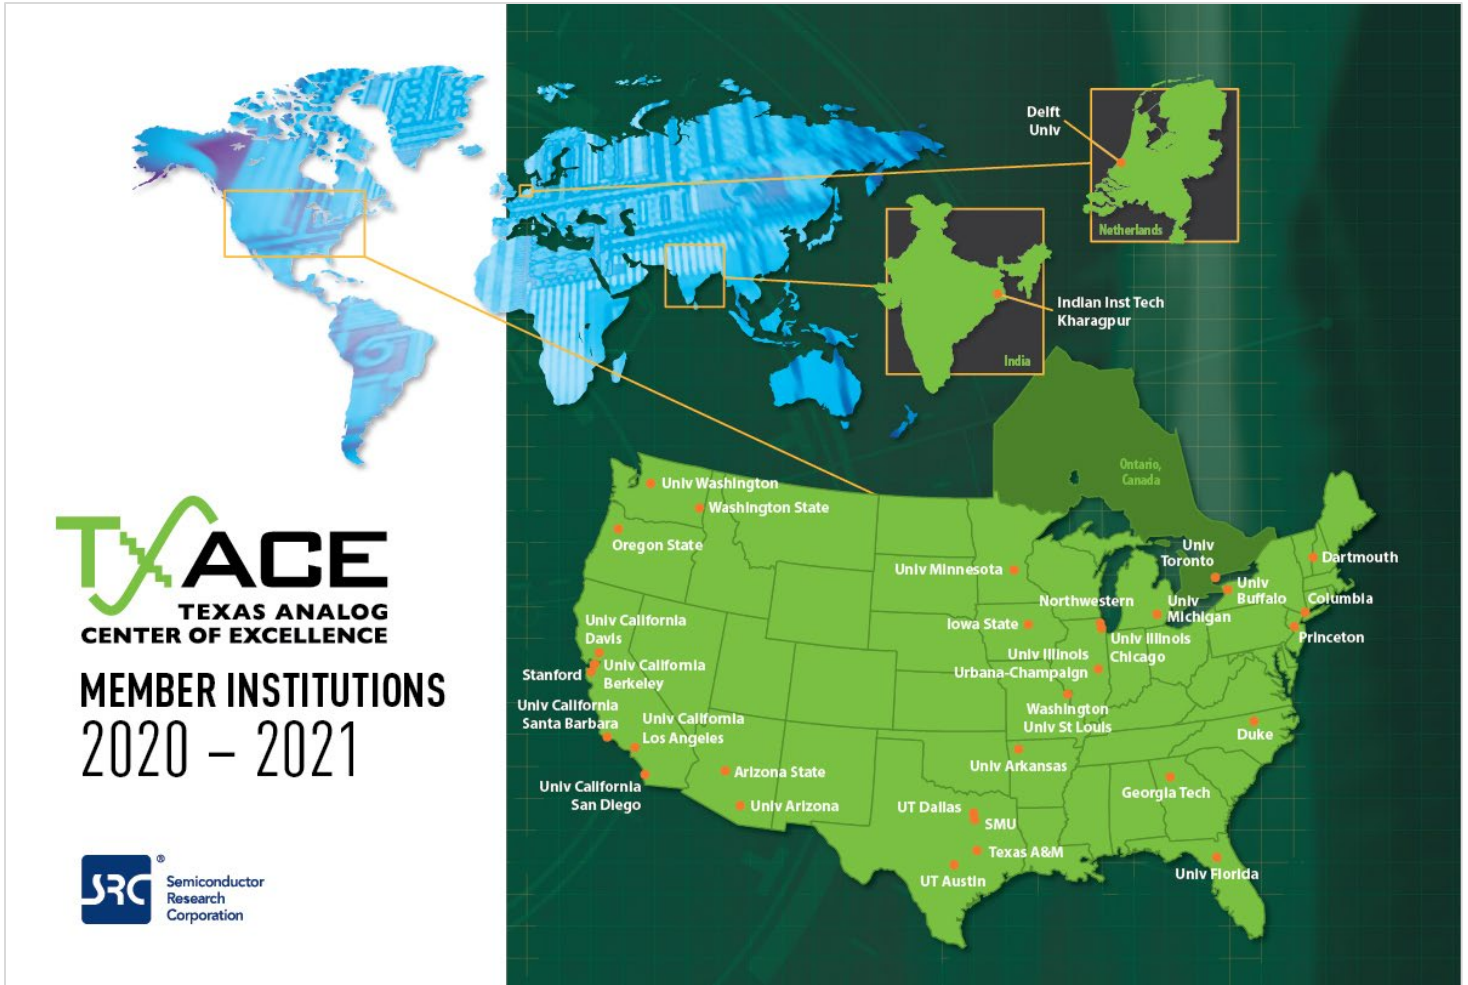 TxACE
TEXAS ANALOG
CENTER OF EXCELLENCE
MEMBER INSTITUTIONS
2020 – 2021
SRC®
Semiconductor
Research
Corporation
Delft
Univ
Netherlands
Indian Inst Tech
Kharagpur
India
Ontario,
Canada
Univ Washington
Washington State
Oregon State
Univ Minnesota
Univ
Toronto
Dartmouth
Univ
Buffalo
Columbia
Northwestern
Univ
Michigan
Princeton
Iowa State
Univ Illinois
Chicago
Univ Illinois
Urbana-Champaign
Washington
Univ St Louis
Univ California
Davis
Stanford
Univ California
Berkeley
Univ California
Santa Barbara
Univ California
Los Angeles
Univ California
San Diego
Arizona State
Univ Arizona
Univ Arkansas
Duke
Georgia Tech
UT Dallas
SMU
Texas A&M
UT Austin
Univ Florida